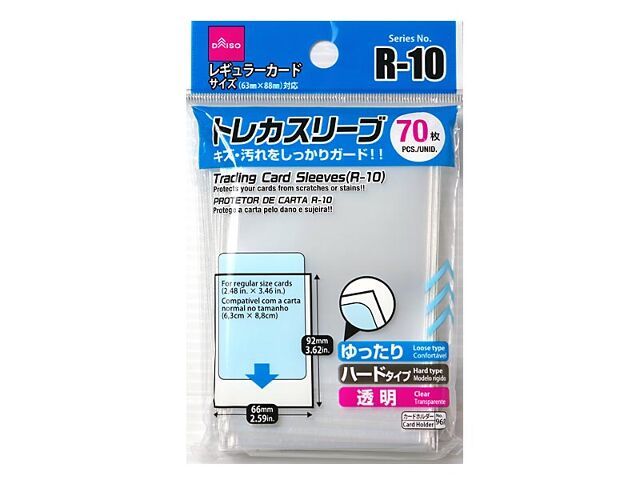 DAISO
Series No.
R-10
レギュラーカード
サイズ(63mm×88mm)対応
トレカスリーブ 70枚
PCS./UNID.
キズ・汚れをしっかりガード!!
Trading Card Sleeves(R-10)
Protects your cards from scratches or stains!!
PROTETOR DE CARTA R-10
Protege a carta pelo dano e sujeira!!
For regular size cards
(2.48 in. × 3.46 in.)
Compatível com a carta
normal no tamanho
(6,3cm × 8,8cm)
92mm
3.62in.
66mm
2.59in.
ゆったり Loose type
Confortável
ハードタイプ Hard type
Modelo rígido
透明 Clear
Transparente
カードホルダー No.
Card Holder